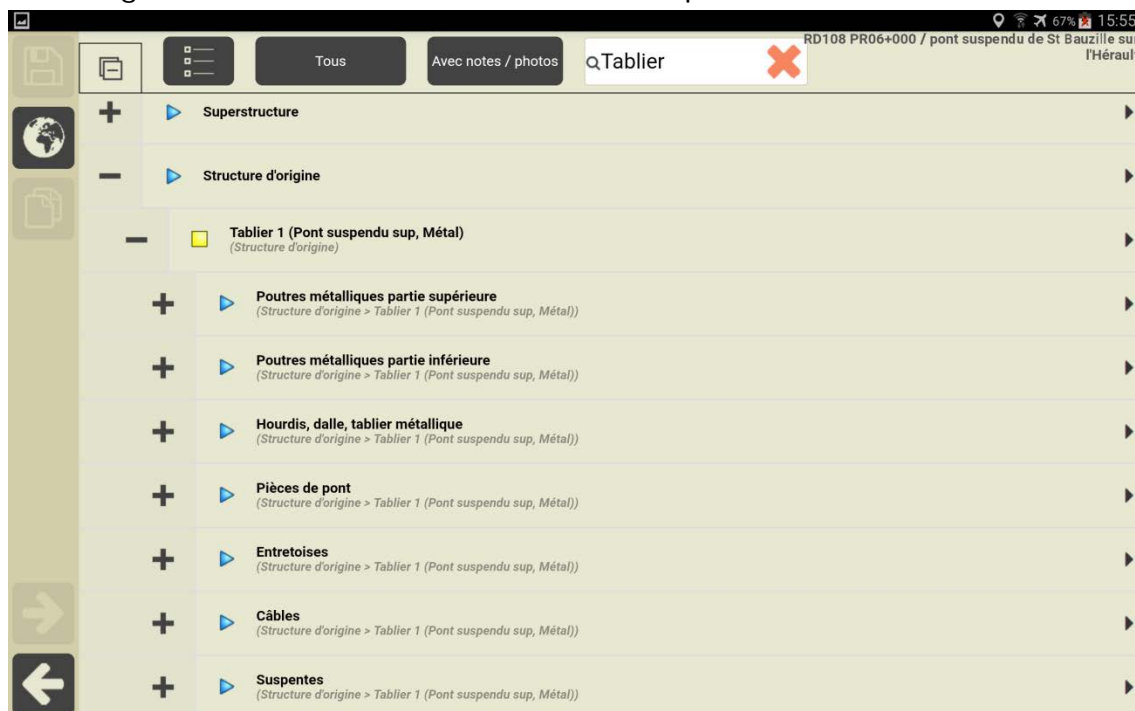 67% 15:55
RD108 PR06+000 / pont suspendu de St Bauzille sur
l'Hérault
Tous
Avec notes / photos
Tablier
Superstructure
Structure d'origine
Tablier 1 (Pont suspendu sup, Métal)
(Structure d'origine)
Poutres métalliques partie supérieure
(Structure d'origine > Tablier 1 (Pont suspendu sup, Métal))
Poutres métalliques partie inférieure
(Structure d'origine > Tablier 1 (Pont suspendu sup, Métal))
Hourdis, dalle, tablier métallique
(Structure d'origine > Tablier 1 (Pont suspendu sup, Métal))
Pièces de pont
(Structure d'origine > Tablier 1 (Pont suspendu sup, Métal))
Entretoises
(Structure d'origine > Tablier 1 (Pont suspendu sup, Métal))
Câbles
(Structure d'origine > Tablier 1 (Pont suspendu sup, Métal))
Suspentes
(Structure d'origine > Tablier 1 (Pont suspendu sup, Métal))